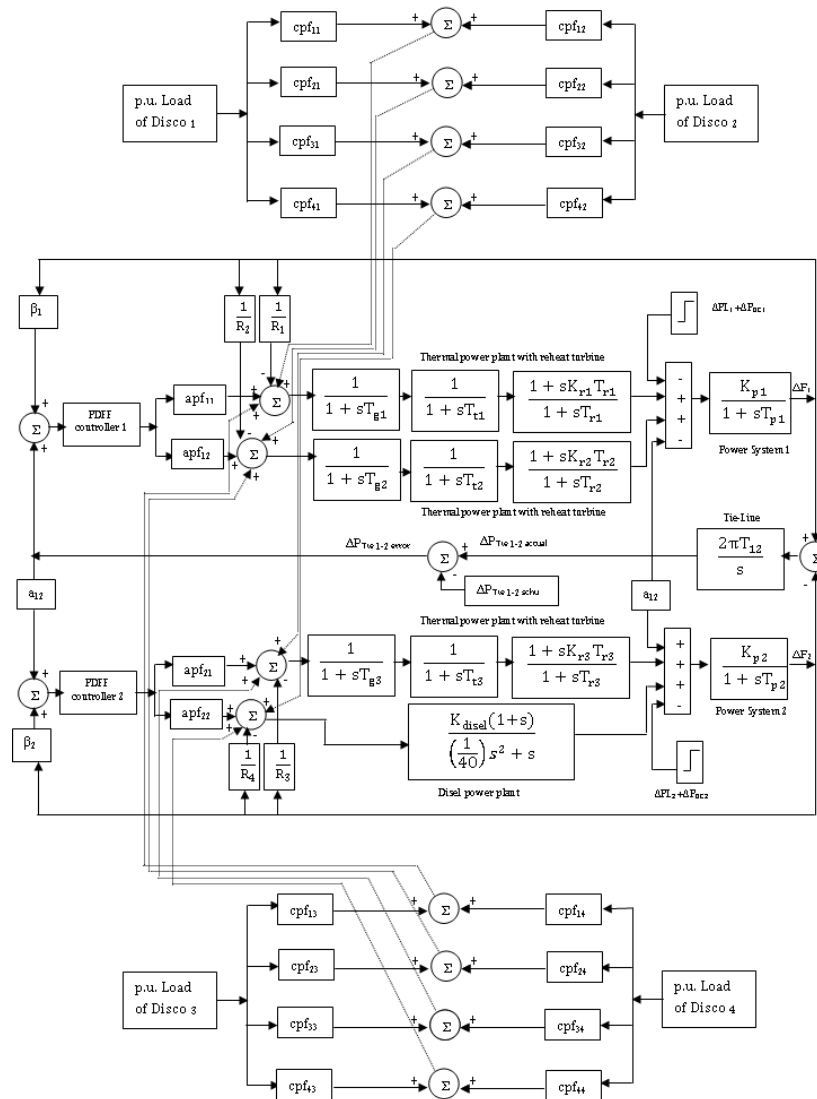 cpf11
Σ
cpf12
cpf21
Σ
cpf22
p.u. Load
of Disco 1
p.u. Load
of Disco 2
cpf31
Σ
cpf32
cpf41
Σ
cpf42
β1
1/R2
1/R1
ΔPL1+ΔPUC1
Thermal power plant with reheat turbine
apf11
Σ
1/(1 + sTg1)
1/(1 + sTt1)
(1 + sKr1Tr1)/(1 + sTr1)
Kp1/(1 + sTp1)
ΔF1
Σ
PDFF
controller 1
apf12
Σ
1/(1 + sTg2)
1/(1 + sTt2)
(1 + sKr2Tr2)/(1 + sTr2)
Power System 1
Thermal power plant with reheat turbine
Tie-Line
ΔPTie 1-2 error
Σ
ΔPTie 1-2 actual
2πT12/s
Σ
a12
ΔPTie 1-2 schu
a12
Thermal power plant with reheat turbine
apf21
Σ
1/(1 + sTg3)
1/(1 + sTt3)
(1 + sKr3Tr3)/(1 + sTr3)
Kp2/(1 + sTp2)
ΔF2
Σ
PDFF
controller 2
apf22
Σ
Kdisel(1+s)/((1/40)s² + s)
Power System 2
β2
1/R4
1/R3
Disel power plant
ΔPL2+ΔPUC2
cpf13
Σ
cpf14
cpf23
Σ
cpf24
p.u. Load
of Disco 3
p.u. Load
of Disco 4
cpf33
Σ
cpf34
cpf43
Σ
cpf44